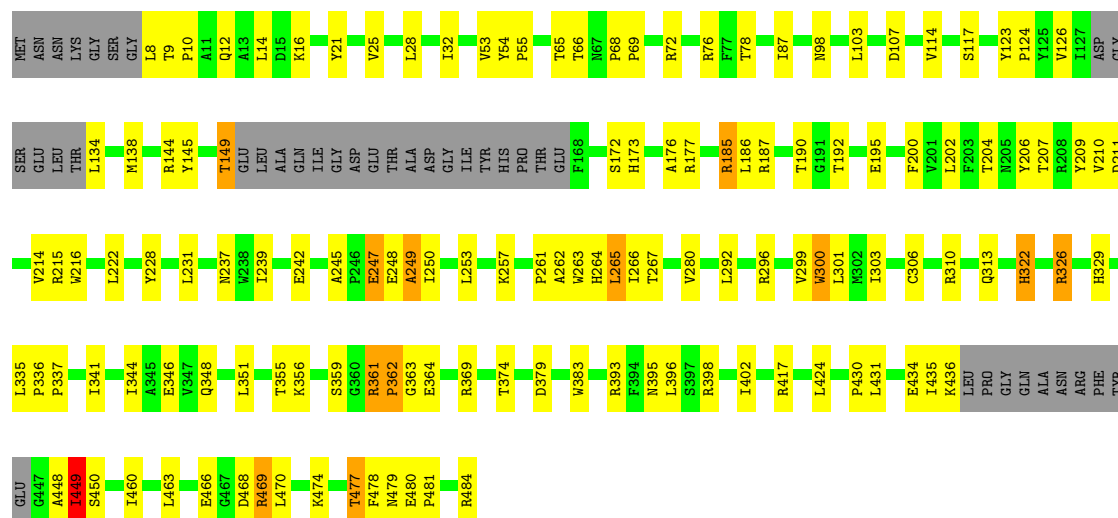 MET ASN ASN LYS GLY SER GLY L8 T9 P10 A11 Q12 A13 L14 D15 K16 Y21 V25 L28 I32 V53 Y54 P55 T65 T66 N67 P68 P69 R72 R76 F77 T78 I87 N98 L103 D107 V114 S117 Y123 P124 Y125 V126 I127 ASP GLY
SER GLU LEU THR L134 M138 R144 Y145 T149 GLU LEU ALA GLN ILE GLY ASP GLU THR ALA ASP GLY ILE TYR HIS PRO THR GLU F168 S172 H173 A176 R177 R185 L186 R187 T190 G191 T192 E195 F200 V201 L202 F203 T204 N205 Y206 T207 R208 Y209 V210 D211
V214 R215 W216 L222 Y228 L231 N237 W238 I239 E242 A245 P246 E247 E248 A249 I250 L253 K257 P261 A262 W263 H264 L265 I266 T267 V280 L292 R296 V299 W300 L301 M302 I303 C306 R310 Q313 H322 R326 H329
L335 P336 P337 I341 I344 A345 E346 V347 Q348 L351 T355 K356 S359 G360 R361 P362 G363 E364 R369 T374 D379 W383 R393 F394 N395 L396 S397 R398 I402 R417 L424 P430 L431 E434 I435 K436 LEU PRO GLY GLN ALA ASN ARG PHE TYR
GLU G447 A448 I449 S450 I460 L463 E466 G467 D468 R469 L470 K474 T477 F478 N479 E480 P481 R484